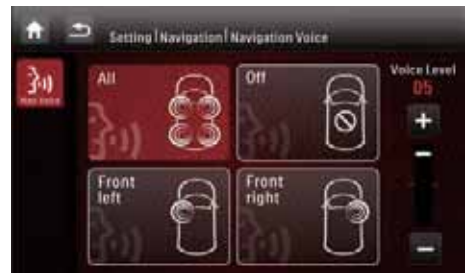 Setting | Navigation | Navigation Voice
All
Off
Voice Level
05
Front
left
Front
right